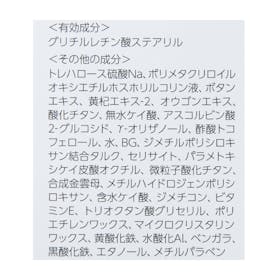 ＜有効成分＞
グリチルレチン酸ステアリル
＜その他の成分＞
トレハロース硫酸Na、ポリメタクリロイル
オキシエチルホスホリルコリン液、ボタン
エキス、黄杞エキス-2、オウゴンエキス、
酸化チタン、無水ケイ酸、アスコルビン酸
2-グルコシド、γ-オリザノール、酢酸トコ
フェロール、水、BG、ジメチルポリシロキ
サン結合タルク、セリサイト、パラメトキ
シケイ皮酸オクチル、微粒子酸化チタン、
合成金雲母、メチルハイドロジェンポリシ
ロキサン、含水ケイ酸、ジメチコン、ビタ
ミンE、トリオクタン酸グリセリル、ポリ
エチレンワックス、マイクロクリスタリン
ワックス、黄酸化鉄、水酸化Al、ベンガラ、
黒酸化鉄、エタノール、メチルパラベン